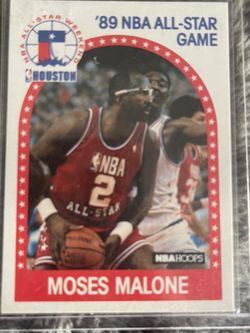 NBA ALL-STAR WEEKEND
HOUSTON
'89 NBA ALL-STAR
GAME
NBA
2
ALL-STAR
NBA HOOPS
MOSES MALONE